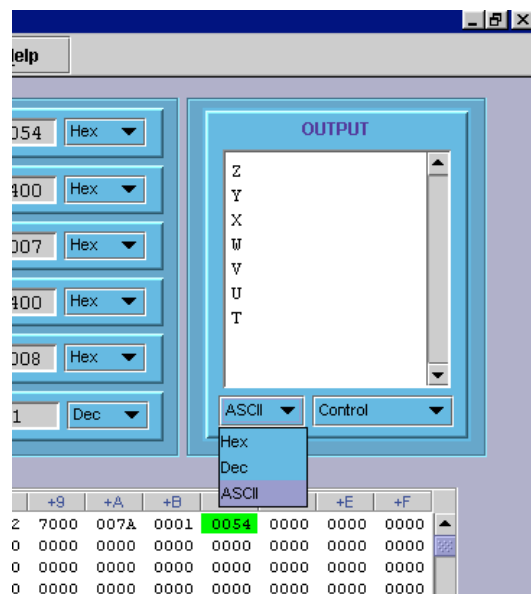 Help
054 Hex
400 Hex
007 Hex
400 Hex
008 Hex
1 Dec
OUTPUT
Z
Y
X
W
V
U
T
ASCII Control
Hex
Dec
ASCII
+9 +A +B +E +F
2 7000 007A 0001 0054 0000 0000 0000
0 0000 0000 0000 0000 0000 0000 0000
0 0000 0000 0000 0000 0000 0000 0000
0 0000 0000 0000 0000 0000 0000 0000